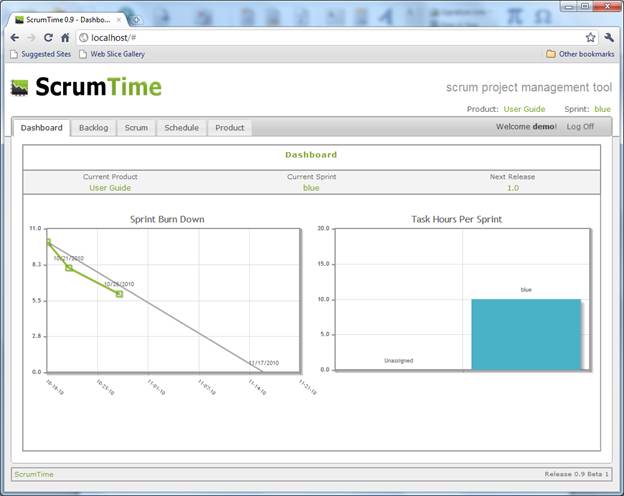 ScrumTime 0.9 - Dashbo...
localhost/#
Suggested Sites Web Slice Gallery Other bookmarks
ScrumTime scrum project management tool
Product: User Guide Sprint: blue
Dashboard Backlog Scrum Schedule Product Welcome demo! Log Off
Dashboard
Current Product Current Sprint Next Release
User Guide blue 1.0
Sprint Burn Down
11.0
8.3
5.5
2.8
0.0
10/21/2010
10/28/2010
11/17/2010
10-18-10 10-25-10 11-01-10 11-07-10 11-14-10 11-21-10
Task Hours Per Sprint
20.0
15.0
10.0
5.0
0.0
blue
Unassigned
ScrumTime Release 0.9 Beta 1